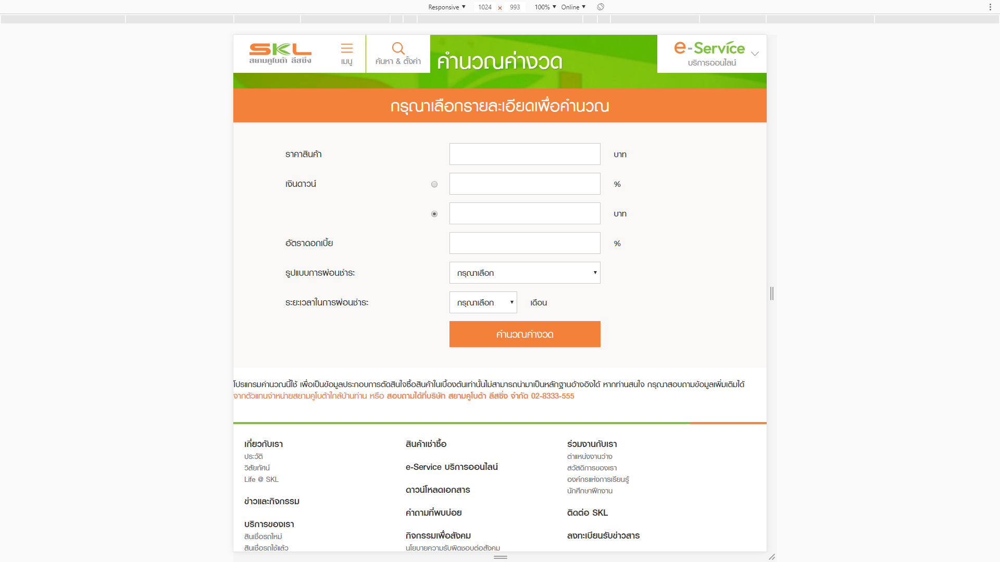 Responsive ▼ 1024 × 993 100% ▼ Online ▼
SKL
สยามคูโบต้า ลีสซิ่ง
เมนู
ค้นหา & ตั้งค่า
คำนวณค่างวด
e-Service
บริการออนไลน์
กรุณาเลือกรายละเอียดเพื่อคำนวณ
ราคาสินค้า บาท
เงินดาวน์ %
บาท
อัตราดอกเบี้ย %
รูปแบบการผ่อนชำระ กรุณาเลือก
ระยะเวลาในการผ่อนชำระ กรุณาเลือก เดือน
คำนวณค่างวด
โปรแกรมคำนวณนี้ใช้ เพื่อเป็นข้อมูลประกอบการตัดสินใจซื้อสินค้าในเบื้องต้นเท่านั้นไม่สามารถนำมาเป็นหลักฐานอ้างอิงได้ หากท่านสนใจ กรุณาสอบถามข้อมูลเพิ่มเติมได้
จากตัวแทนจำหน่ายสยามคูโบต้าใกล้บ้านท่าน หรือ สอบถามได้ที่บริษัท สยามคูโบต้า ลีสซิ่ง จำกัด 02-8333-555
เกี่ยวกับเรา
ประวัติ
วิสัยทัศน์
Life @ SKL
ข่าวและกิจกรรม
บริการของเรา
สินเชื่อรถใหม่
สินเชื่อรถใช้แล้ว
สินค้าเช่าซื้อ
e-Service บริการออนไลน์
ดาวน์โหลดเอกสาร
คำถามที่พบบ่อย
กิจกรรมเพื่อสังคม
นโยบายความรับผิดชอบต่อสังคม
ร่วมงานกับเรา
ตำแหน่งงานว่าง
สวัสดิการของเรา
องค์กรแห่งการเรียนรู้
นักศึกษาฝึกงาน
ติดต่อ SKL
ลงทะเบียนรับข่าวสาร